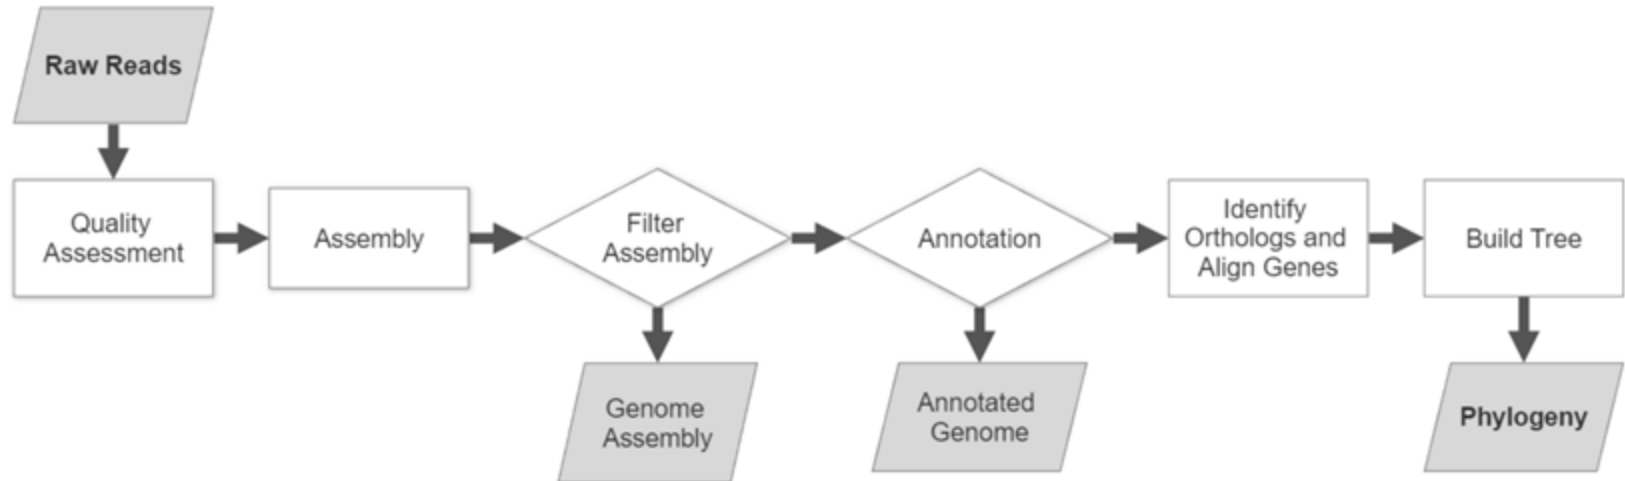 Raw Reads
Quality
Assessment
Assembly
Filter
Assembly
Annotation
Identify
Orthologs and
Align Genes
Build Tree
Genome
Assembly
Annotated
Genome
Phylogeny